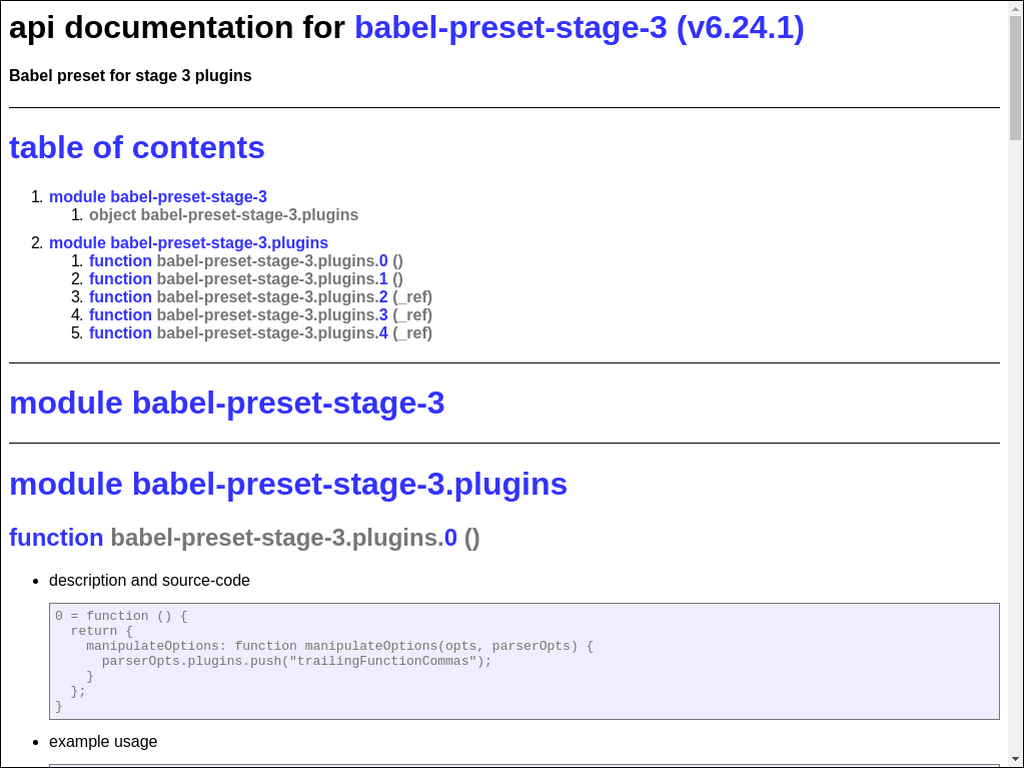 api documentation for babel-preset-stage-3 (v6.24.1)
Babel preset for stage 3 plugins
table of contents
1. module babel-preset-stage-3
1. object babel-preset-stage-3.plugins
2. module babel-preset-stage-3.plugins
1. function babel-preset-stage-3.plugins.0 ()
2. function babel-preset-stage-3.plugins.1 ()
3. function babel-preset-stage-3.plugins.2 (_ref)
4. function babel-preset-stage-3.plugins.3 (_ref)
5. function babel-preset-stage-3.plugins.4 (_ref)
module babel-preset-stage-3
module babel-preset-stage-3.plugins
function babel-preset-stage-3.plugins.0 ()
• description and source-code
0 = function () {
  return {
    manipulateOptions: function manipulateOptions(opts, parserOpts) {
      parserOpts.plugins.push("trailingFunctionCommas");
    }
  };
}
• example usage